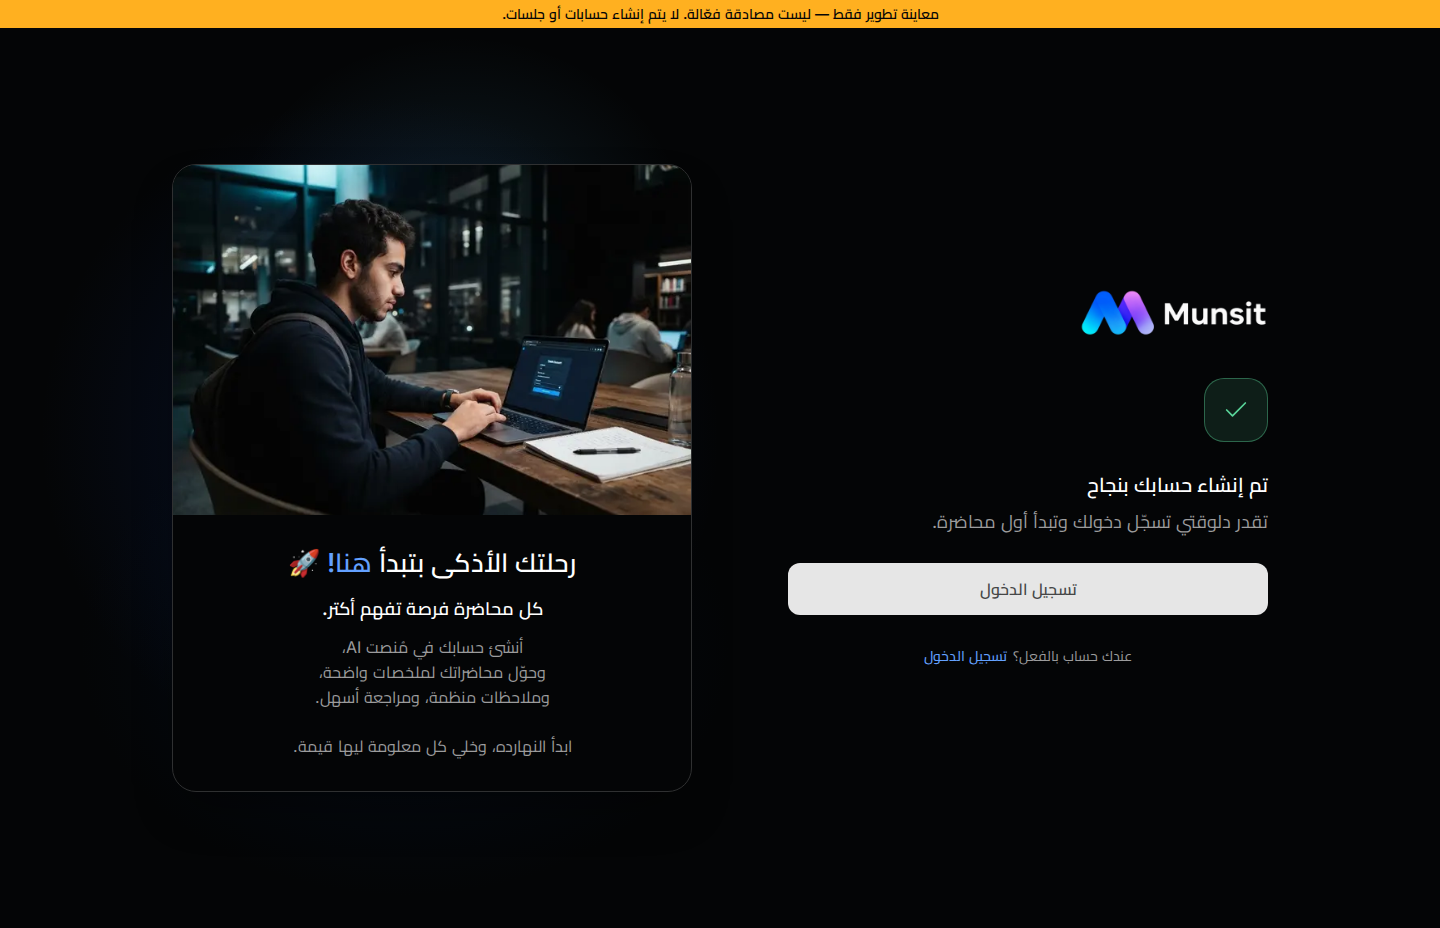 معاينة تطوير فقط — ليست مصادقة فعّالة. لا يتم إنشاء حسابات أو جلسات.
Munsit
تم إنشاء حسابك بنجاح
تقدر دلوقتي تسجّل دخولك وتبدأ أول محاضرة.
تسجيل الدخول
عندك حساب بالفعل؟ تسجيل الدخول
رحلتك الأذكى بتبدأ هنا! 🚀
كل محاضرة فرصة تفهم أكتر.
أنشئ حسابك في مُنصت AI،
وحوّل محاضراتك لملخصات واضحة،
وملاحظات منظمة، ومراجعة أسهل.
ابدأ النهارده، وخلي كل معلومة ليها قيمة.